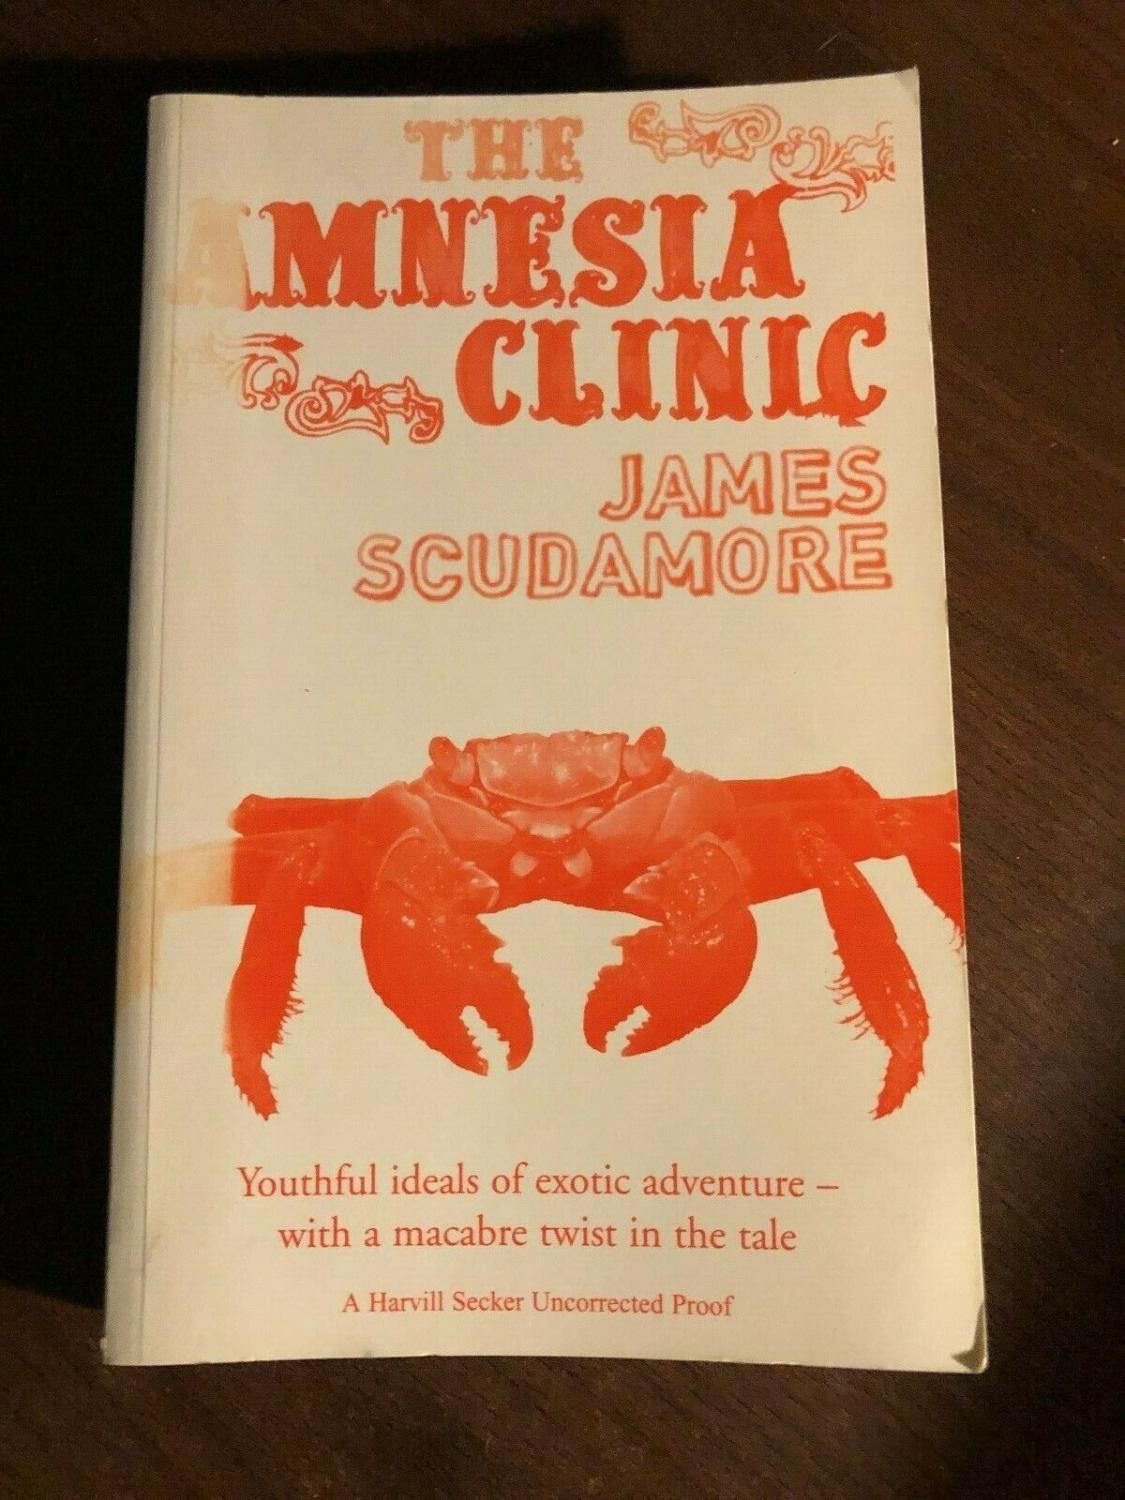 THE
AMNESIA
CLINIC
JAMES
SCUDAMORE
Youthful ideals of exotic adventure –
with a macabre twist in the tale
A Harvill Secker Uncorrected Proof